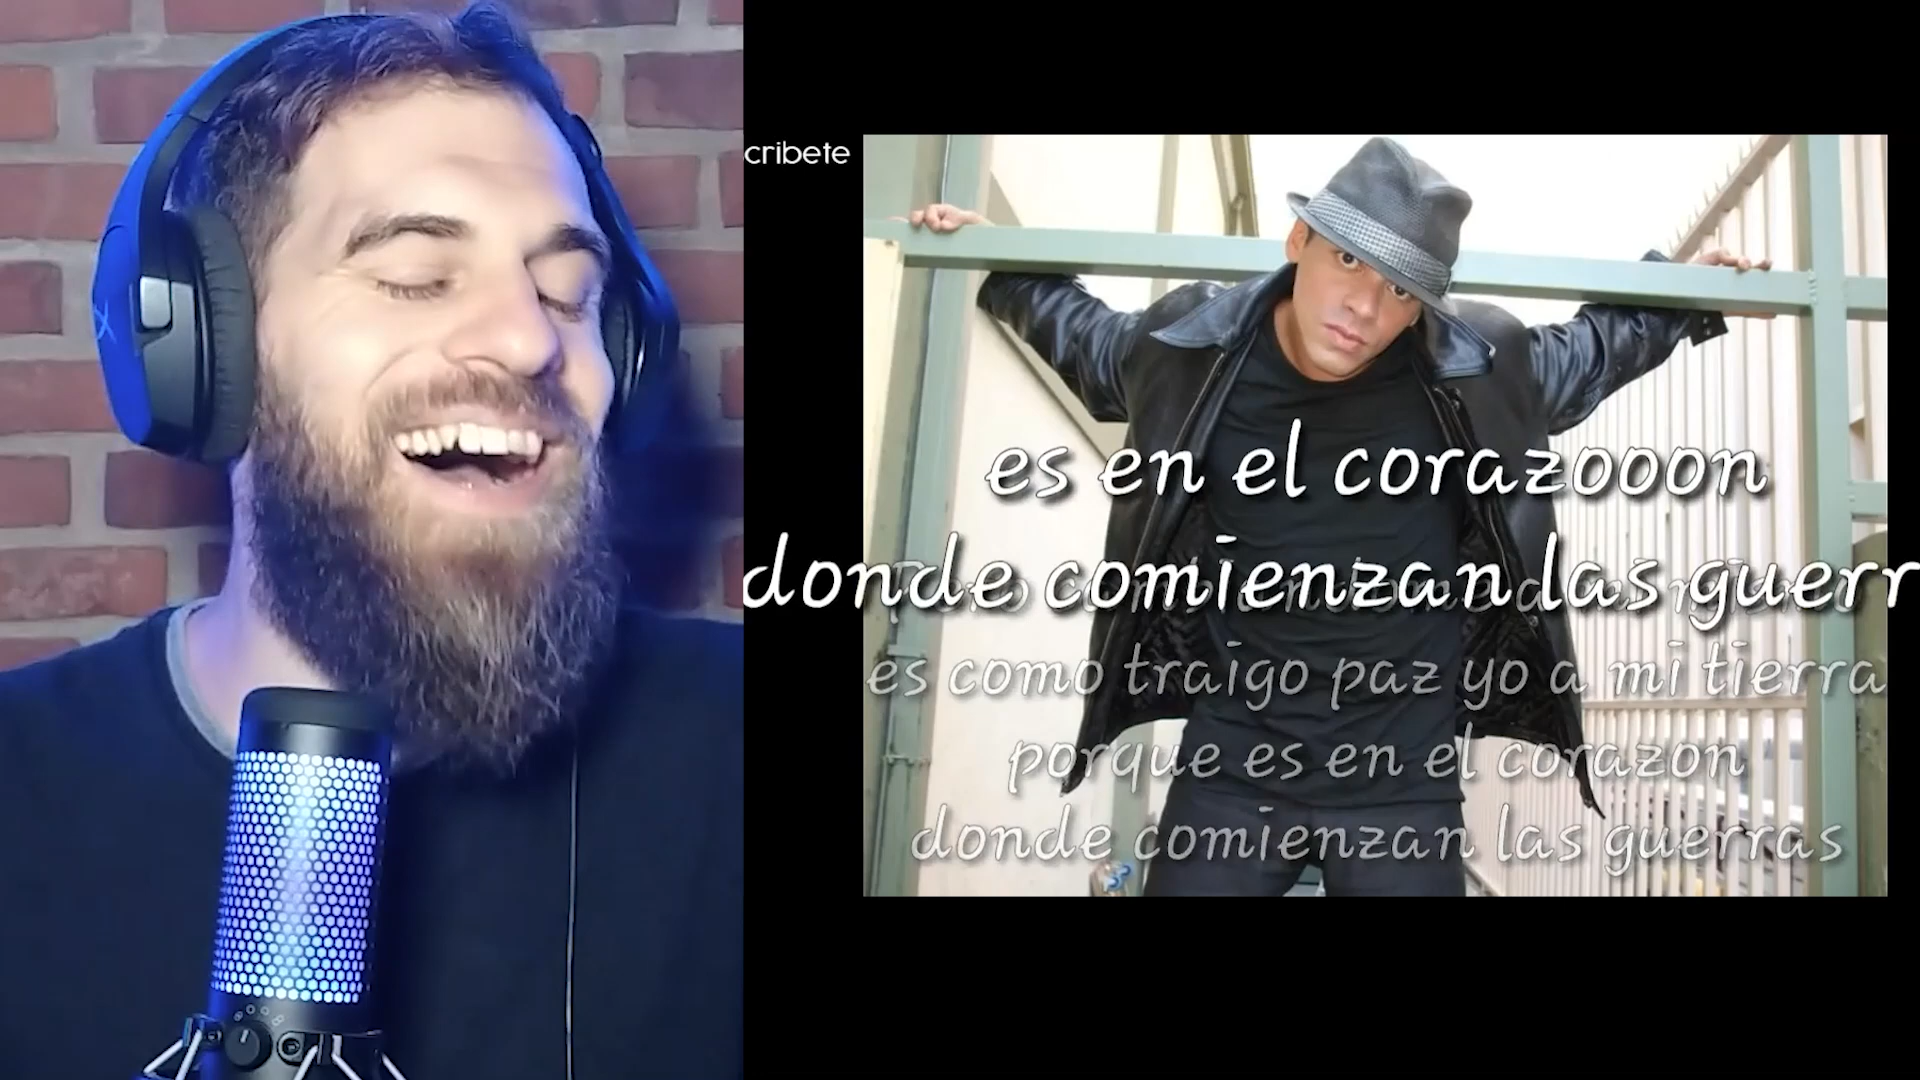 cribete
es en el corazooon
donde comienzan las guerr
es como traigo paz yo a mi tierra
porque es en el corazon
donde comienzan las guerras